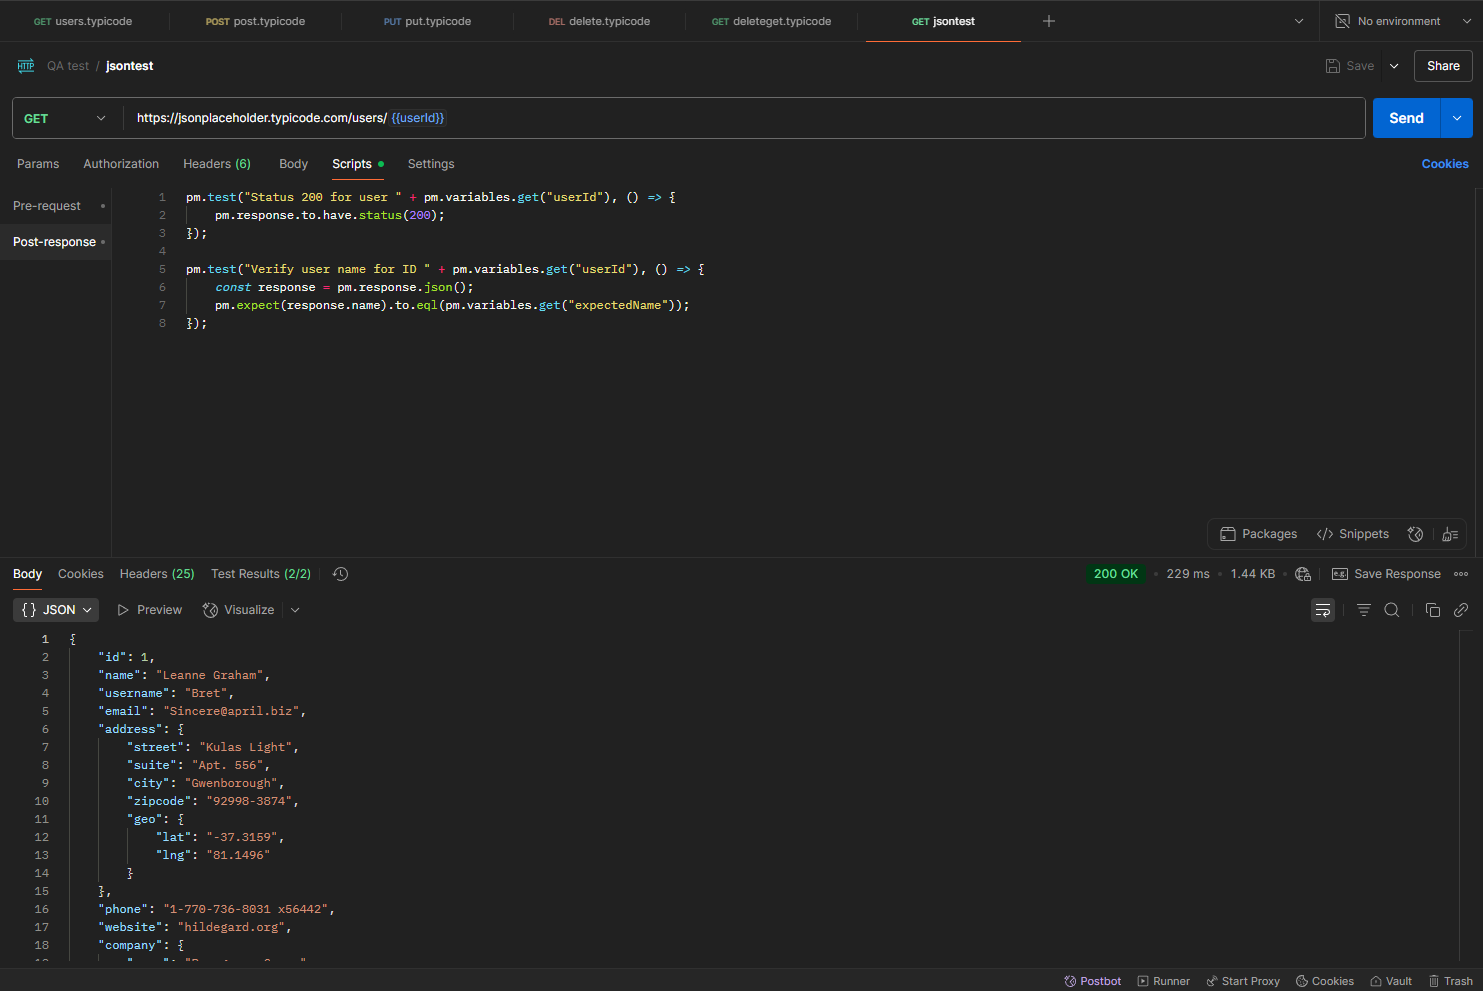 GET users.typicode POST post.typicode PUT put.typicode DEL delete.typicode GET deleteget.typicode GET jsontest No environment
HTTP QA test / jsontest Save Share
GET https://jsonplaceholder.typicode.com/users/ {{userId}} Send
Params Authorization Headers (6) Body Scripts Settings Cookies
Pre-request
Post-response
1 pm.test("Status 200 for user " + pm.variables.get("userId"), () => {
2 pm.response.to.have.status(200);
3 });
4
5 pm.test("Verify user name for ID " + pm.variables.get("userId"), () => {
6 const response = pm.response.json();
7 pm.expect(response.name).to.eql(pm.variables.get("expectedName"));
8 });
Packages </> Snippets
Body Cookies Headers (25) Test Results (2/2) 200 OK • 229 ms • 1.44 KB • e.g. Save Response
{} JSON Preview Visualize
1 {
2 "id": 1,
3 "name": "Leanne Graham",
4 "username": "Bret",
5 "email": "Sincere@april.biz",
6 "address": {
7 "street": "Kulas Light",
8 "suite": "Apt. 556",
9 "city": "Gwenborough",
10 "zipcode": "92998-3874",
11 "geo": {
12 "lat": "-37.3159",
13 "lng": "81.1496"
14 }
15 },
16 "phone": "1-770-736-8031 x56442",
17 "website": "hildegard.org",
18 "company": {
Postbot Runner Start Proxy Cookies Vault Trash